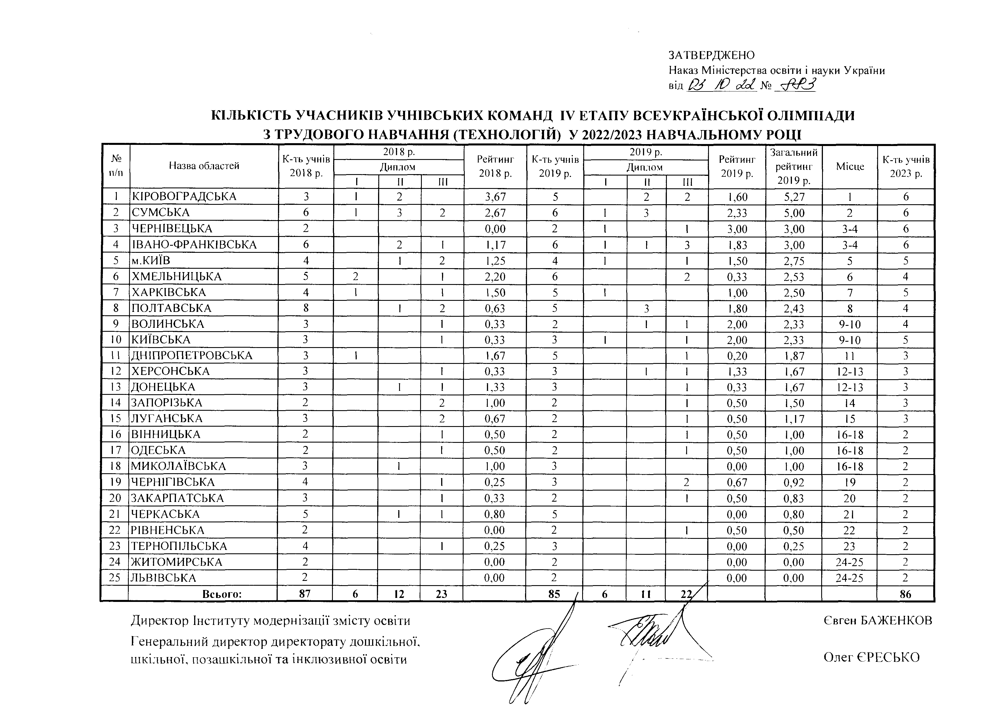 ЗАТВЕРДЖЕНО
Наказ Міністерства освіти і науки України
від 03 10 22 № 883
КІЛЬКІСТЬ УЧАСНИКІВ УЧНІВСЬКИХ КОМАНД IV ЕТАПУ ВСЕУКРАЇНСЬКОЇ ОЛІМПІАДИ
З ТРУДОВОГО НАВЧАННЯ (ТЕХНОЛОГІЙ) У 2022/2023 НАВЧАЛЬНОМУ РОЦІ
№ п/п Назва областей К-ть учнів 2018 р. 2018 р. Диплом I II III Рейтинг 2018 р. К-ть учнів 2019 р. 2019 р. Диплом I II III Рейтинг 2019 р. Загальний рейтинг 2019 р. Місце К-ть учнів 2023 р.
1 КІРОВОГРАДСЬКА 3 1 2 3,67 5 2 2 1,60 5,27 1 6
2 СУМСЬКА 6 1 3 2 2,67 6 1 3 2,33 5,00 2 6
3 ЧЕРНІВЕЦЬКА 2 0,00 2 1 1 3,00 3,00 3-4 6
4 ІВАНО-ФРАНКІВСЬКА 6 2 1 1,17 6 1 1 3 1,83 3,00 3-4 6
5 м.КИЇВ 4 1 2 1,25 4 1 1 1,50 2,75 5 5
6 ХМЕЛЬНИЦЬКА 5 2 1 2,20 6 2 0,33 2,53 6 4
7 ХАРКІВСЬКА 4 1 1 1,50 5 1 1,00 2,50 7 5
8 ПОЛТАВСЬКА 8 1 2 0,63 5 3 1,80 2,43 8 4
9 ВОЛИНСЬКА 3 1 0,33 2 1 1 2,00 2,33 9-10 4
10 КИЇВСЬКА 3 1 0,33 3 1 1 2,00 2,33 9-10 5
11 ДНІПРОПЕТРОВСЬКА 3 1 1,67 5 1 0,20 1,87 11 3
12 ХЕРСОНСЬКА 3 1 0,33 3 1 1 1,33 1,67 12-13 3
13 ДОНЕЦЬКА 3 1 1 1,33 3 1 0,33 1,67 12-13 3
14 ЗАПОРІЗЬКА 2 2 1,00 2 1 0,50 1,50 14 3
15 ЛУГАНСЬКА 3 2 0,67 2 1 0,50 1,17 15 3
16 ВІННИЦЬКА 2 1 0,50 2 1 0,50 1,00 16-18 2
17 ОДЕСЬКА 2 1 0,50 2 1 0,50 1,00 16-18 2
18 МИКОЛАЇВСЬКА 3 1 1,00 3 0,00 1,00 16-18 2
19 ЧЕРНІГІВСЬКА 4 1 0,25 3 2 0,67 0,92 19 2
20 ЗАКАРПАТСЬКА 3 1 0,33 2 1 0,50 0,83 20 2
21 ЧЕРКАСЬКА 5 1 1 0,80 5 0,00 0,80 21 2
22 РІВНЕНСЬКА 2 0,00 2 1 0,50 0,50 22 2
23 ТЕРНОПІЛЬСЬКА 4 1 0,25 3 0,00 0,25 23 2
24 ЖИТОМИРСЬКА 2 0,00 2 0,00 0,00 24-25 2
25 ЛЬВІВСЬКА 2 0,00 2 0,00 0,00 24-25 2
Всього: 87 6 12 23 85 6 11 22 86
Директор Інституту модернізації змісту освіти Євген БАЖЕНКОВ
Генеральний директор директорату дошкільної,
шкільної, позашкільної та інклюзивної освіти Олег ЄРЕСЬКО